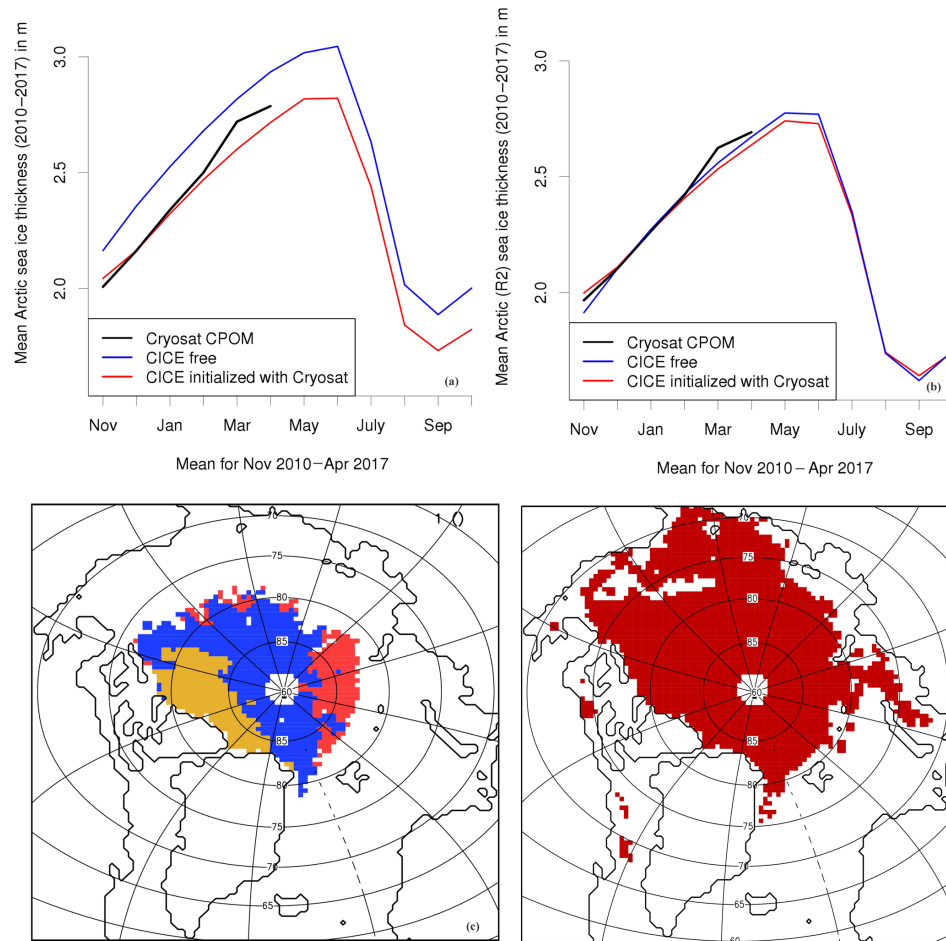 Mean Arctic sea ice thickness (2010−2017) in m
3.0
2.5
2.0
Cryosat CPOM
CICE free
CICE initialized with Cryosat
(a)
Nov Jan Mar May July Sep
Mean for Nov 2010−Apr 2017
Mean Arctic (R2) sea ice thickness (2010−2017) in m
3.0
2.5
2.0
Cryosat CPOM
CICE free
CICE initialized with Cryosat
(b)
Nov Jan Mar May July Sep
Mean for Nov 2010−Apr 2017
70
75
80
85
60
85
80
75
70
65
(c)
70
75
80
85
60
85
80
75
70
65
60